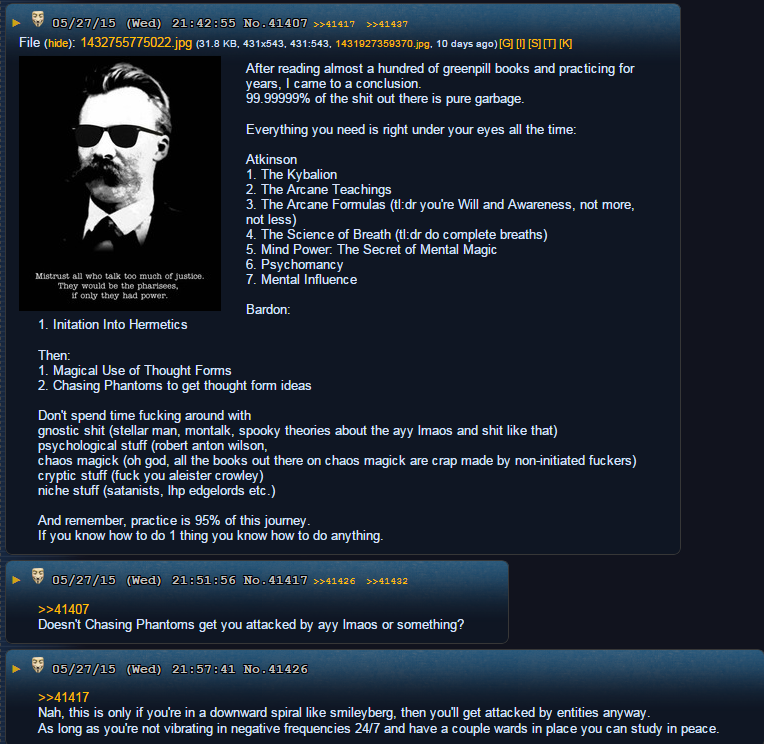 05/27/15 (Wed) 21:42:55 No.41407 >>41417 >>41437
File (hide): 1432755775022.jpg (31.8 KB, 431x543, 431:543, 1431927359370.jpg, 10 days ago) [G] [I] [S] [T] [K]
Mistrust all who talk too much of justice.
They would be the pharisees,
if only they had power.
After reading almost a hundred of greenpill books and practicing for
years, I came to a conclusion.
99.99999% of the shit out there is pure garbage.
Everything you need is right under your eyes all the time:
Atkinson
1. The Kybalion
2. The Arcane Teachings
3. The Arcane Formulas (tl:dr you're Will and Awareness, not more,
not less)
4. The Science of Breath (tl:dr do complete breaths)
5. Mind Power: The Secret of Mental Magic
6. Psychomancy
7. Mental Influence
Bardon:
1. Initation Into Hermetics
Then:
1. Magical Use of Thought Forms
2. Chasing Phantoms to get thought form ideas
Don't spend time fucking around with
gnostic shit (stellar man, montalk, spooky theories about the ayy lmaos and shit like that)
psychological stuff (robert anton wilson,
chaos magick (oh god, all the books out there on chaos magick are crap made by non-initiated fuckers)
cryptic stuff (fuck you aleister crowley)
niche stuff (satanists, lhp edgelords etc.)
And remember, practice is 95% of this journey.
If you know how to do 1 thing you know how to do anything.
05/27/15 (Wed) 21:51:56 No.41417 >>41426 >>41432
>>41407
Doesn't Chasing Phantoms get you attacked by ayy lmaos or something?
05/27/15 (Wed) 21:57:41 No.41426
>>41417
Nah, this is only if you're in a downward spiral like smileyberg, then you'll get attacked by entities anyway.
As long as you're not vibrating in negative frequencies 24/7 and have a couple wards in place you can study in peace.